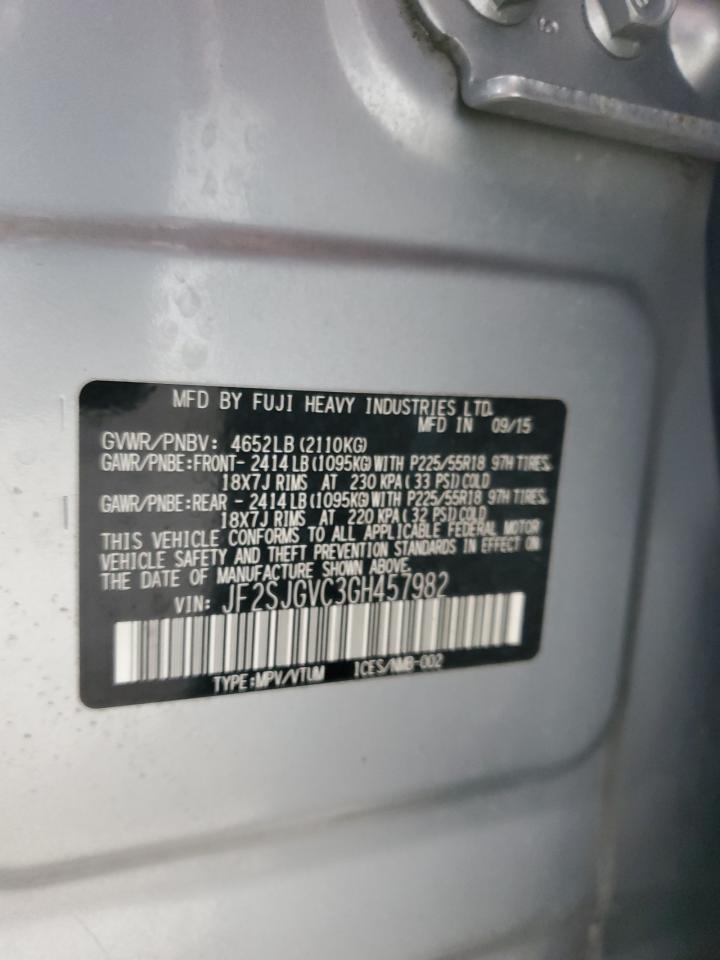 MFD BY FUJI HEAVY INDUSTRIES LTD.
MFD IN 09/15
GVWR/PNBV: 4652LB (2110KG)
GAWR/PNBE:FRONT- 2414 LB (1095KG) WITH P225/55R18 97H TIRES,
18X7J RIMS AT 230 KPA ( 33 PSI) COLD
GAWR/PNBE:REAR - 2414 LB (1095KG) WITH P225/55R18 97H TIRES,
18X7J RIMS AT 220 KPA ( 32 PSI) COLD
THIS VEHICLE CONFORMS TO ALL APPLICABLE FEDERAL MOTOR
VEHICLE SAFETY AND THEFT PREVENTION STANDARDS IN EFFECT ON
THE DATE OF MANUFACTURE SHOWN ABOVE.
VIN: JF2SJGVC3GH457982
TYPE:MPV/VTUM ICES/NMB-002